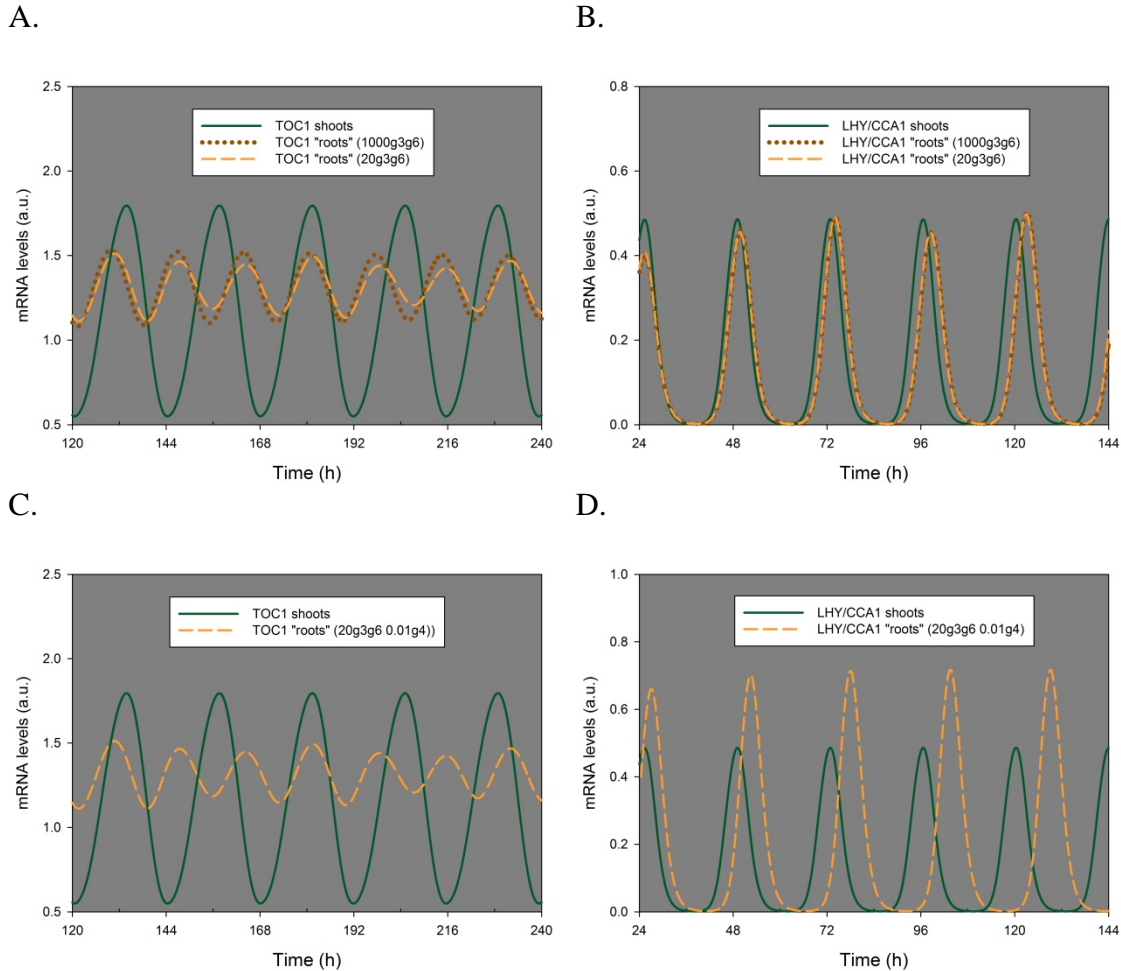 A.
B.
2.5
2.0
1.5
1.0
0.5
mRNA levels (a.u.)
TOC1 shoots
TOC1 "roots" (1000g3g6)
TOC1 "roots" (20g3g6)
120 144 168 192 216 240
Time (h)
0.8
0.6
0.4
0.2
0.0
mRNA levels (a.u.)
LHY/CCA1 shoots
LHY/CCA1 "roots" (1000g3g6)
LHY/CCA1 "roots" (20g3g6)
24 48 72 96 120 144
Time (h)
C.
D.
2.5
2.0
1.5
1.0
0.5
mRNA levels (a.u.)
TOC1 shoots
TOC1 "roots" (20g3g6 0.01g4))
120 144 168 192 216 240
Time (h)
1.0
0.8
0.6
0.4
0.2
0.0
mRNA levels (a.u.)
LHY/CCA1 shoots
LHY/CCA1 "roots" (20g3g6 0.01g4)
24 48 72 96 120 144
Time (h)